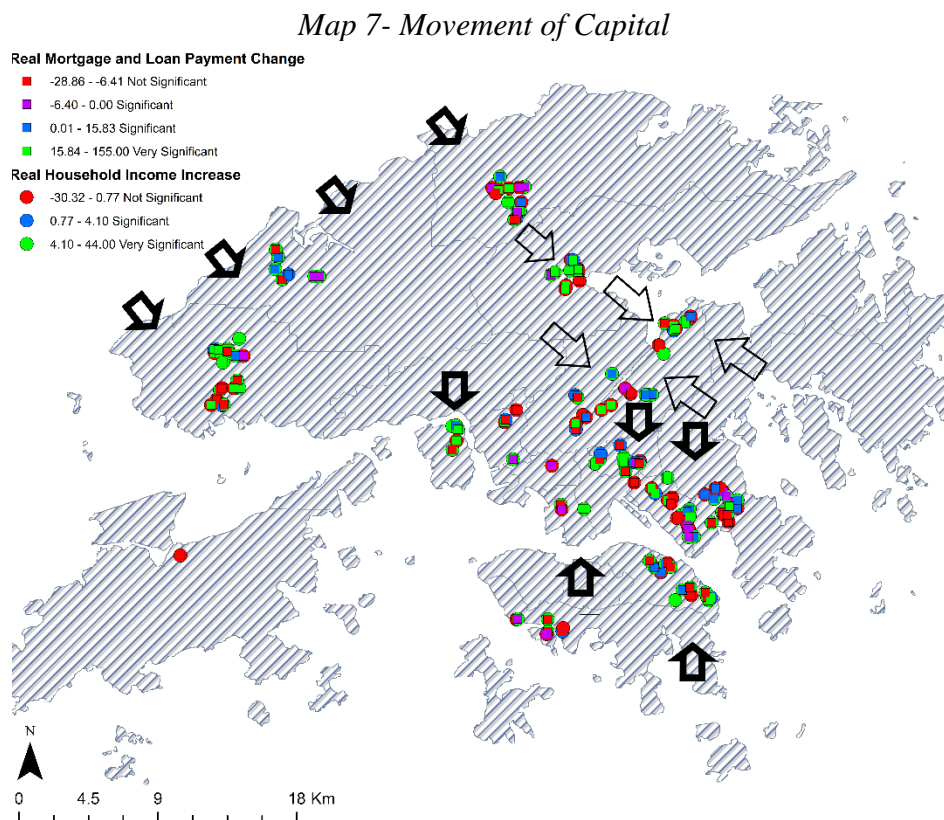 Map 7- Movement of Capital
Real Mortgage and Loan Payment Change
-28.86 - -6.41 Not Significant
-6.40 - 0.00 Significant
0.01 - 15.83 Significant
15.84 - 155.00 Very Significant
Real Household Income Increase
-30.32 - 0.77 Not Significant
0.77 - 4.10 Significant
4.10 - 44.00 Very Significant
N
0 4.5 9 18 Km